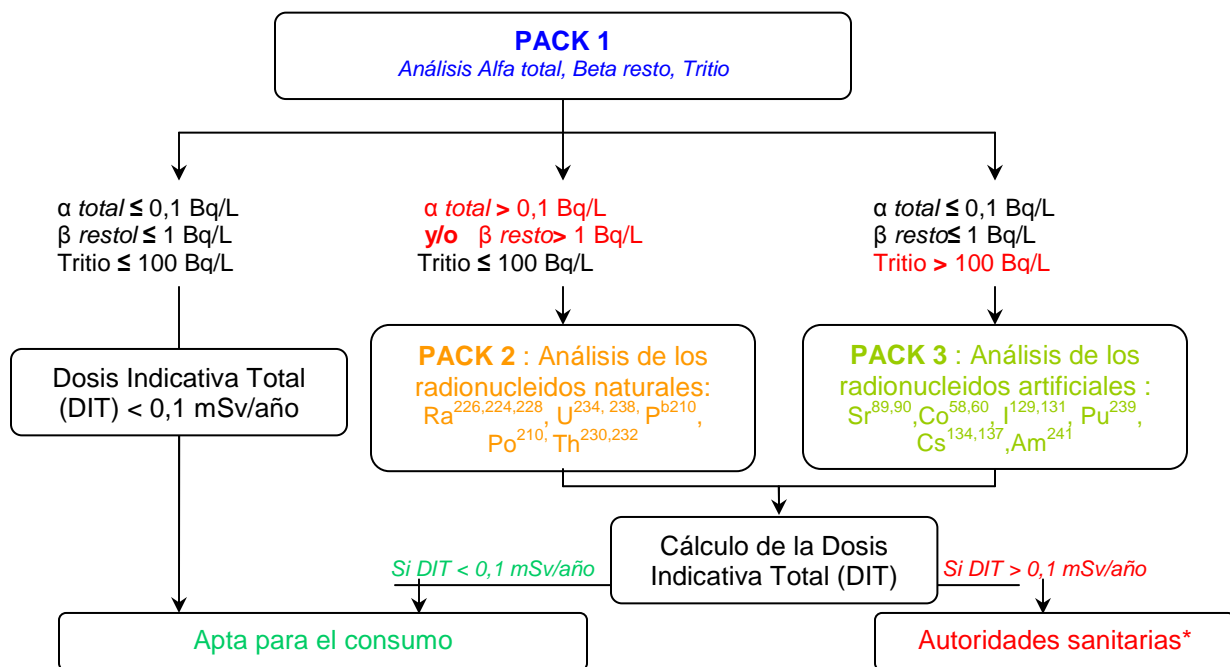 PACK 1
Análisis Alfa total, Beta resto, Tritio
α total ≤ 0,1 Bq/L
β restol ≤ 1 Bq/L
Tritio ≤ 100 Bq/L
α total > 0,1 Bq/L
y/o β resto> 1 Bq/L
Tritio ≤ 100 Bq/L
α total ≤ 0,1 Bq/L
β resto≤ 1 Bq/L
Tritio > 100 Bq/L
Dosis Indicativa Total
(DIT) < 0,1 mSv/año
PACK 2 : Análisis de los
radionucleidos naturales:
Ra226,224,228, U234, 238, Pb210,
Po210, Th230,232
PACK 3 : Análisis de los
radionucleidos artificiales :
Sr89,90,Co58,60, I129,131, Pu239,
Cs134,137,Am241
Cálculo de la Dosis
Indicativa Total (DIT)
Si DIT < 0,1 mSv/año
Si DIT > 0,1 mSv/año
Apta para el consumo
Autoridades sanitarias*